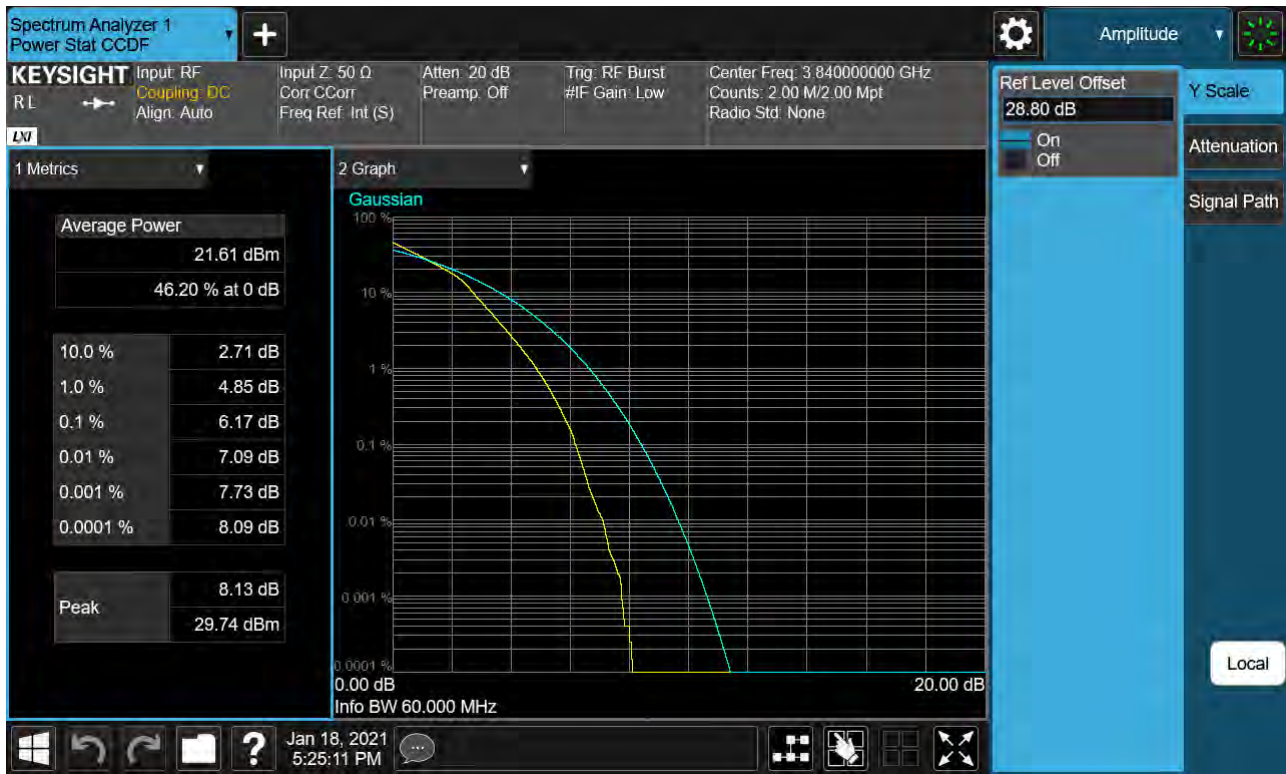 Spectrum Analyzer 1
Power Stat CCDF
+
Amplitude
KEYSIGHT
RL
LXI
Input: RF
Coupling: DC
Align: Auto
Input Z: 50 Ω
Corr CCorr
Freq Ref: Int (S)
Atten: 20 dB
Preamp: Off
Trig: RF Burst
#IF Gain: Low
Center Freq: 3.840000000 GHz
Counts: 2.00 M/2.00 Mpt
Radio Std: None
Ref Level Offset
28.80 dB
On
Off
Y Scale
Attenuation
Signal Path
Local
1 Metrics
Average Power
21.61 dBm
46.20 % at 0 dB
10.0 % 2.71 dB
1.0 % 4.85 dB
0.1 % 6.17 dB
0.01 % 7.09 dB
0.001 % 7.73 dB
0.0001 % 8.09 dB
Peak
8.13 dB
29.74 dBm
2 Graph
Gaussian
100 %
10 %
1 %
0.1 %
0.01 %
0.001 %
0.0001 %
0.00 dB 20.00 dB
Info BW 60.000 MHz
?
Jan 18, 2021
5:25:11 PM